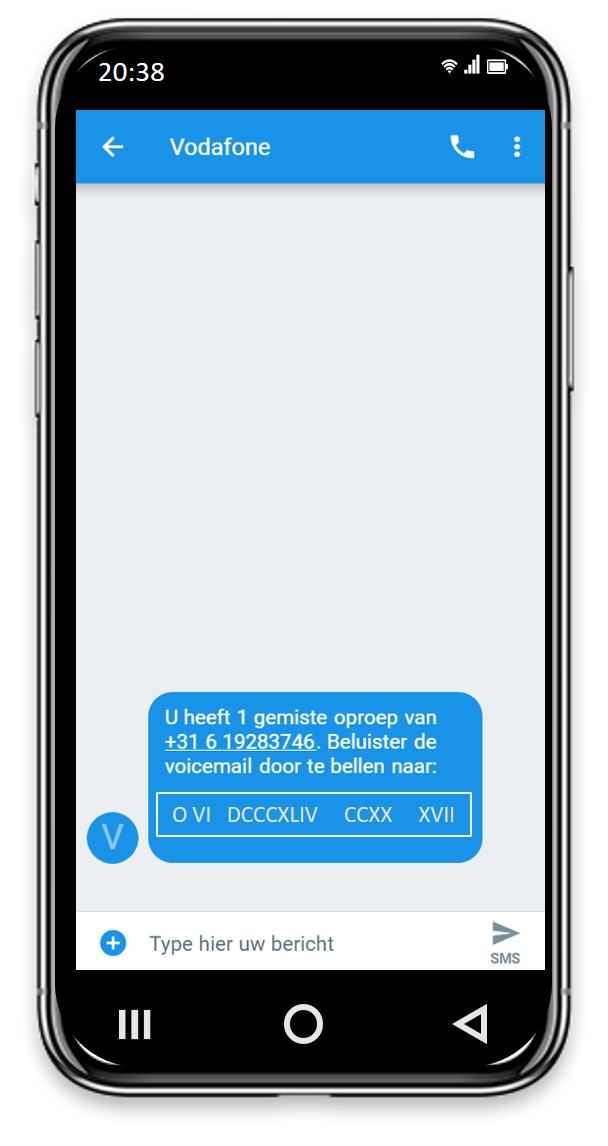 20:38
Vodafone
U heeft 1 gemiste oproep van
+31 6 19283746. Beluister de
voicemail door te bellen naar:
O VI DCCCXLIV CCXX XVII
V
Type hier uw bericht
SMS